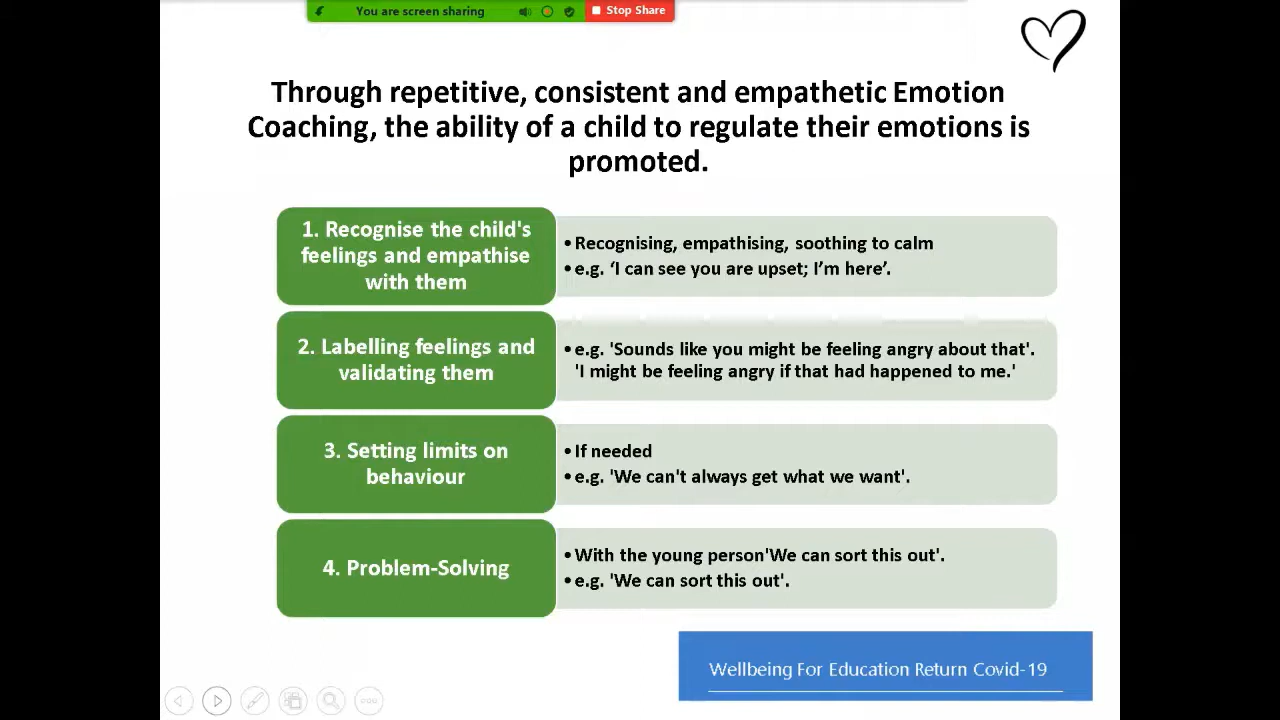 You are screen sharing
Stop Share
Through repetitive, consistent and empathetic Emotion
Coaching, the ability of a child to regulate their emotions is
promoted.
1. Recognise the child's
feelings and empathise
with them
•Recognising, empathising, soothing to calm
•e.g. ‘I can see you are upset; I’m here’.
2. Labelling feelings and
validating them
•e.g. 'Sounds like you might be feeling angry about that'.
'I might be feeling angry if that had happened to me.'
3. Setting limits on
behaviour
•If needed
•e.g. 'We can't always get what we want'.
4. Problem-Solving
•With the young person'We can sort this out'.
•e.g. 'We can sort this out'.
Wellbeing For Education Return Covid-19